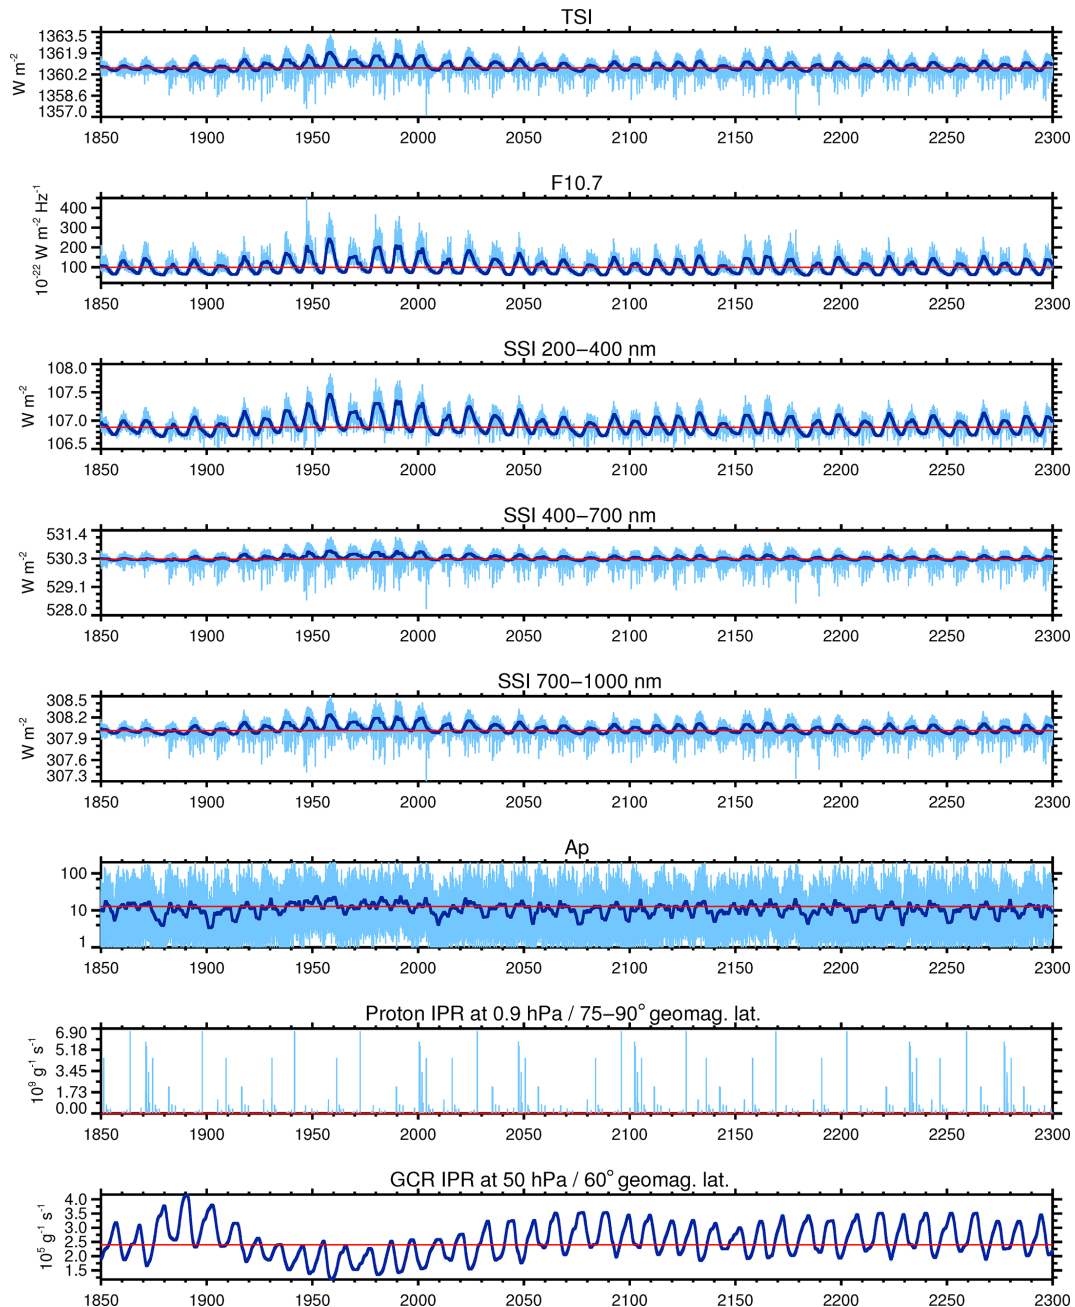 TSI
1363.5
1361.9
1360.2
1358.6
1357.0
W m-2
1850 1900 1950 2000 2050 2100 2150 2200 2250 2300
F10.7
400
300
200
100
10-22 W m-2 Hz-1
1850 1900 1950 2000 2050 2100 2150 2200 2250 2300
SSI 200–400 nm
108.0
107.5
107.0
106.5
W m-2
1850 1900 1950 2000 2050 2100 2150 2200 2250 2300
SSI 400–700 nm
531.4
530.3
529.1
528.0
W m-2
1850 1900 1950 2000 2050 2100 2150 2200 2250 2300
SSI 700–1000 nm
308.5
308.2
307.9
307.6
307.3
W m-2
1850 1900 1950 2000 2050 2100 2150 2200 2250 2300
Ap
100
10
1
1850 1900 1950 2000 2050 2100 2150 2200 2250 2300
Proton IPR at 0.9 hPa / 75–90° geomag. lat.
6.90
5.18
3.45
1.73
0.00
109 g-1 s-1
1850 1900 1950 2000 2050 2100 2150 2200 2250 2300
GCR IPR at 50 hPa / 60° geomag. lat.
4.0
3.5
3.0
2.5
2.0
1.5
105 g-1 s-1
1850 1900 1950 2000 2050 2100 2150 2200 2250 2300